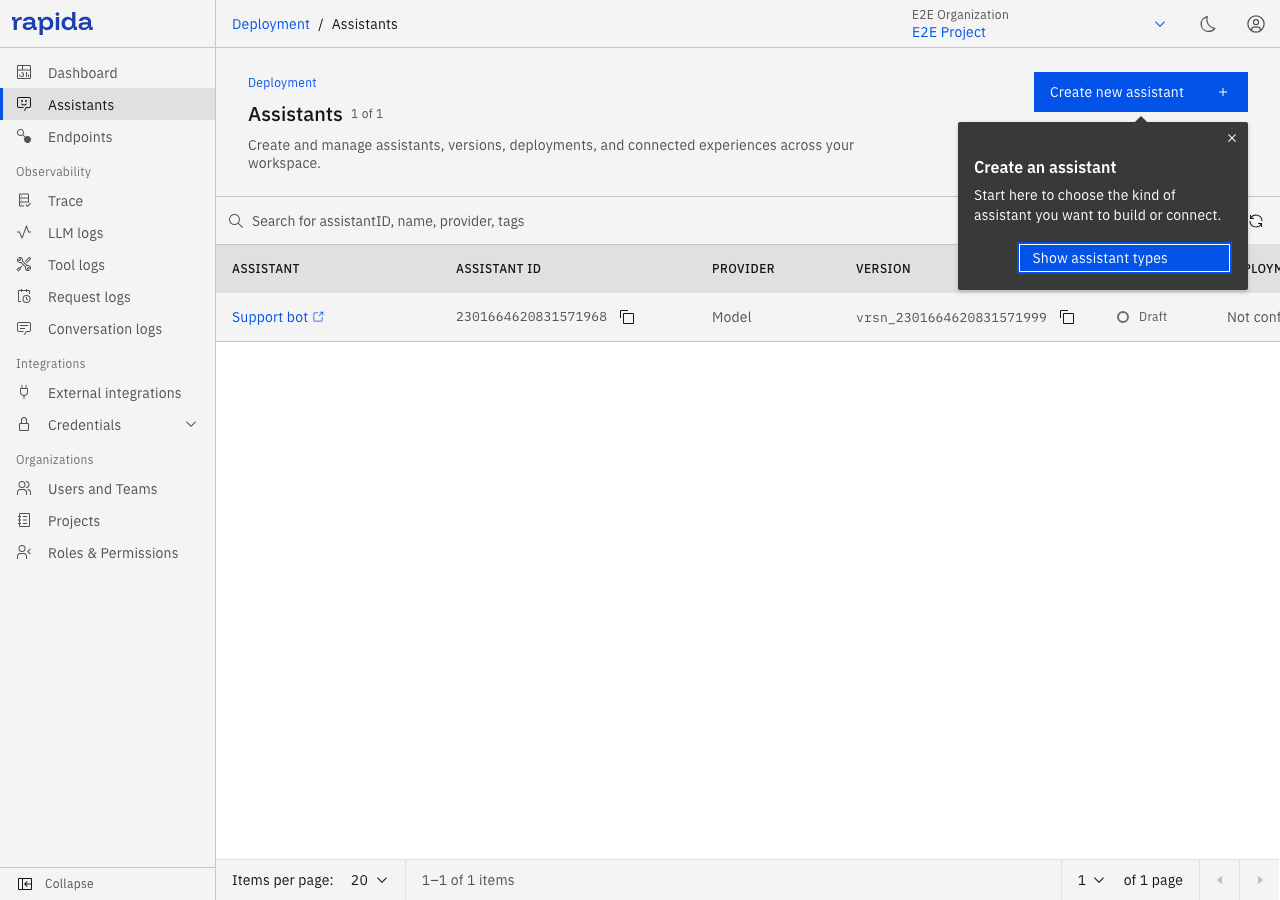 rapida
Deployment / Assistants
E2E Organization
E2E Project
Dashboard
Assistants
Endpoints
Observability
Trace
LLM logs
Tool logs
Request logs
Conversation logs
Integrations
External integrations
Credentials
Organizations
Users and Teams
Projects
Roles & Permissions
Collapse
Deployment
Assistants 1 of 1
Create and manage assistants, versions, deployments, and connected experiences across your
workspace.
Create new assistant +
Create an assistant
Start here to choose the kind of
assistant you want to build or connect.
Show assistant types
Search for assistantID, name, provider, tags
ASSISTANT ASSISTANT ID PROVIDER VERSION
Support bot 2301664620831571968 Model vrsn_2301664620831571999 Draft Not conf
Items per page: 20 1–1 of 1 items 1 of 1 page